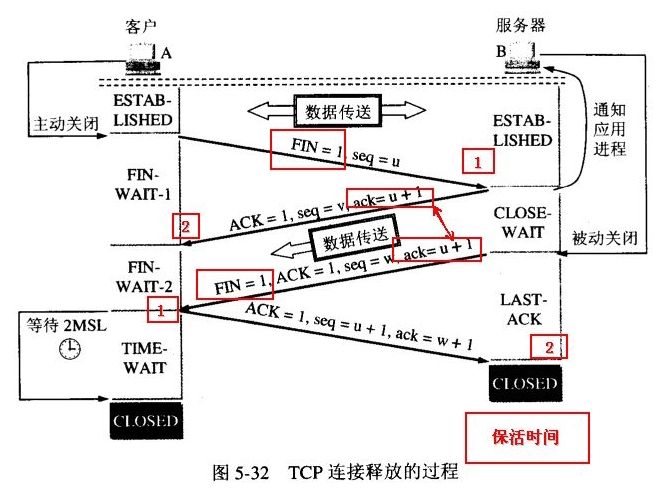 客户
服务器
A
B
ESTAB-
LISHED
数据传送
ESTAB-
LISHED
通知
应用
进程
主动关闭
FIN = 1, seq = u
1
FIN-
WAIT-1
ACK = 1, seq = v, ack= u + 1
2
CLOSE-
WAIT
数据传送
被动关闭
FIN-
WAIT-2
FIN = 1, ACK = 1, seq = w, ack= u + 1
1
LAST-
ACK
ACK = 1, seq = u + 1, ack = w + 1
等待 2MSL
TIME-
WAIT
2
CLOSED
CLOSED
保活时间
图 5-32 TCP 连接释放的过程